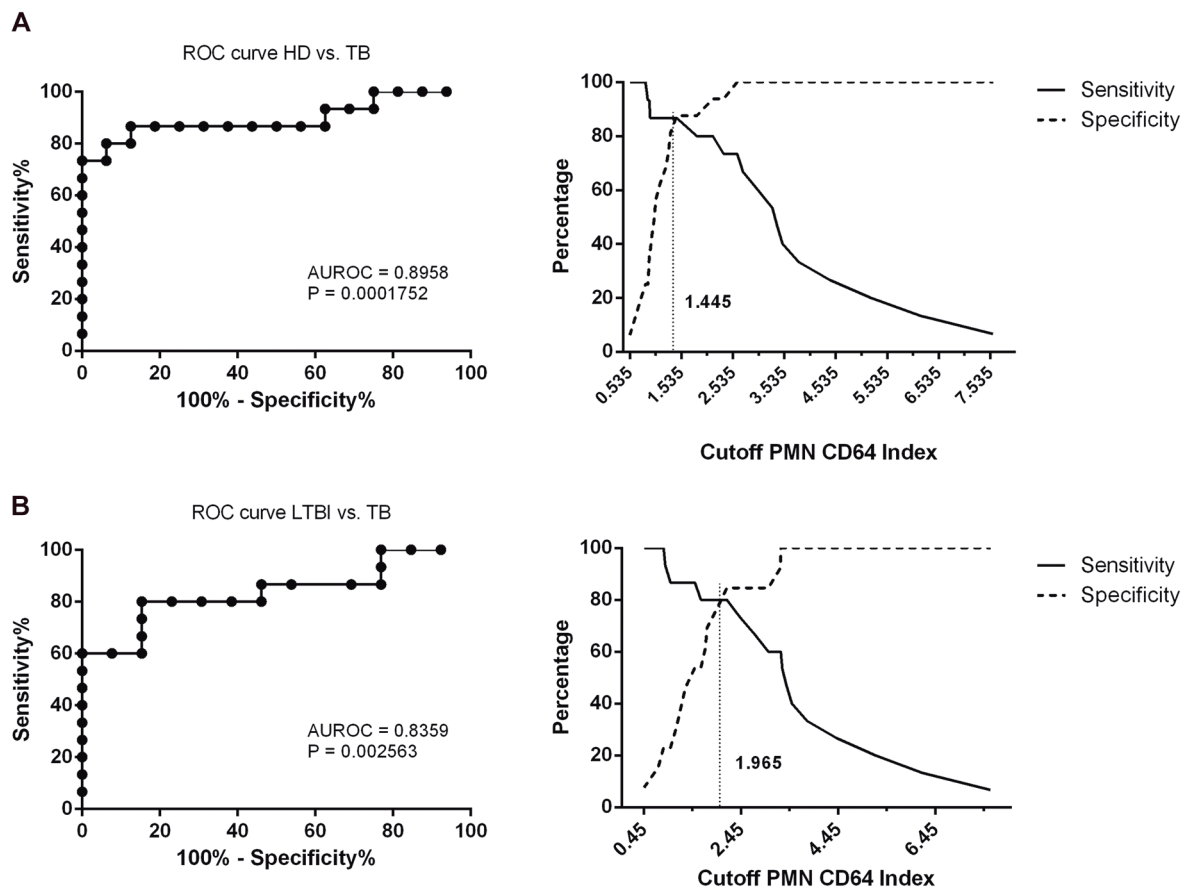 A
ROC curve HD vs. TB
Sensitivity%
100
80
60
40
20
0
AUROC = 0.8958
P = 0.0001752
0 20 40 60 80 100
100% - Specificity%
Percentage
100
80
60
40
20
0
1.445
Sensitivity
Specificity
0.535 1.535 2.535 3.535 4.535 5.535 6.535 7.535
Cutoff PMN CD64 Index
B
ROC curve LTBI vs. TB
Sensitivity%
100
80
60
40
20
0
AUROC = 0.8359
P = 0.002563
0 20 40 60 80 100
100% - Specificity%
Percentage
100
80
60
40
20
0
1.965
Sensitivity
Specificity
0.45 2.45 4.45 6.45
Cutoff PMN CD64 Index